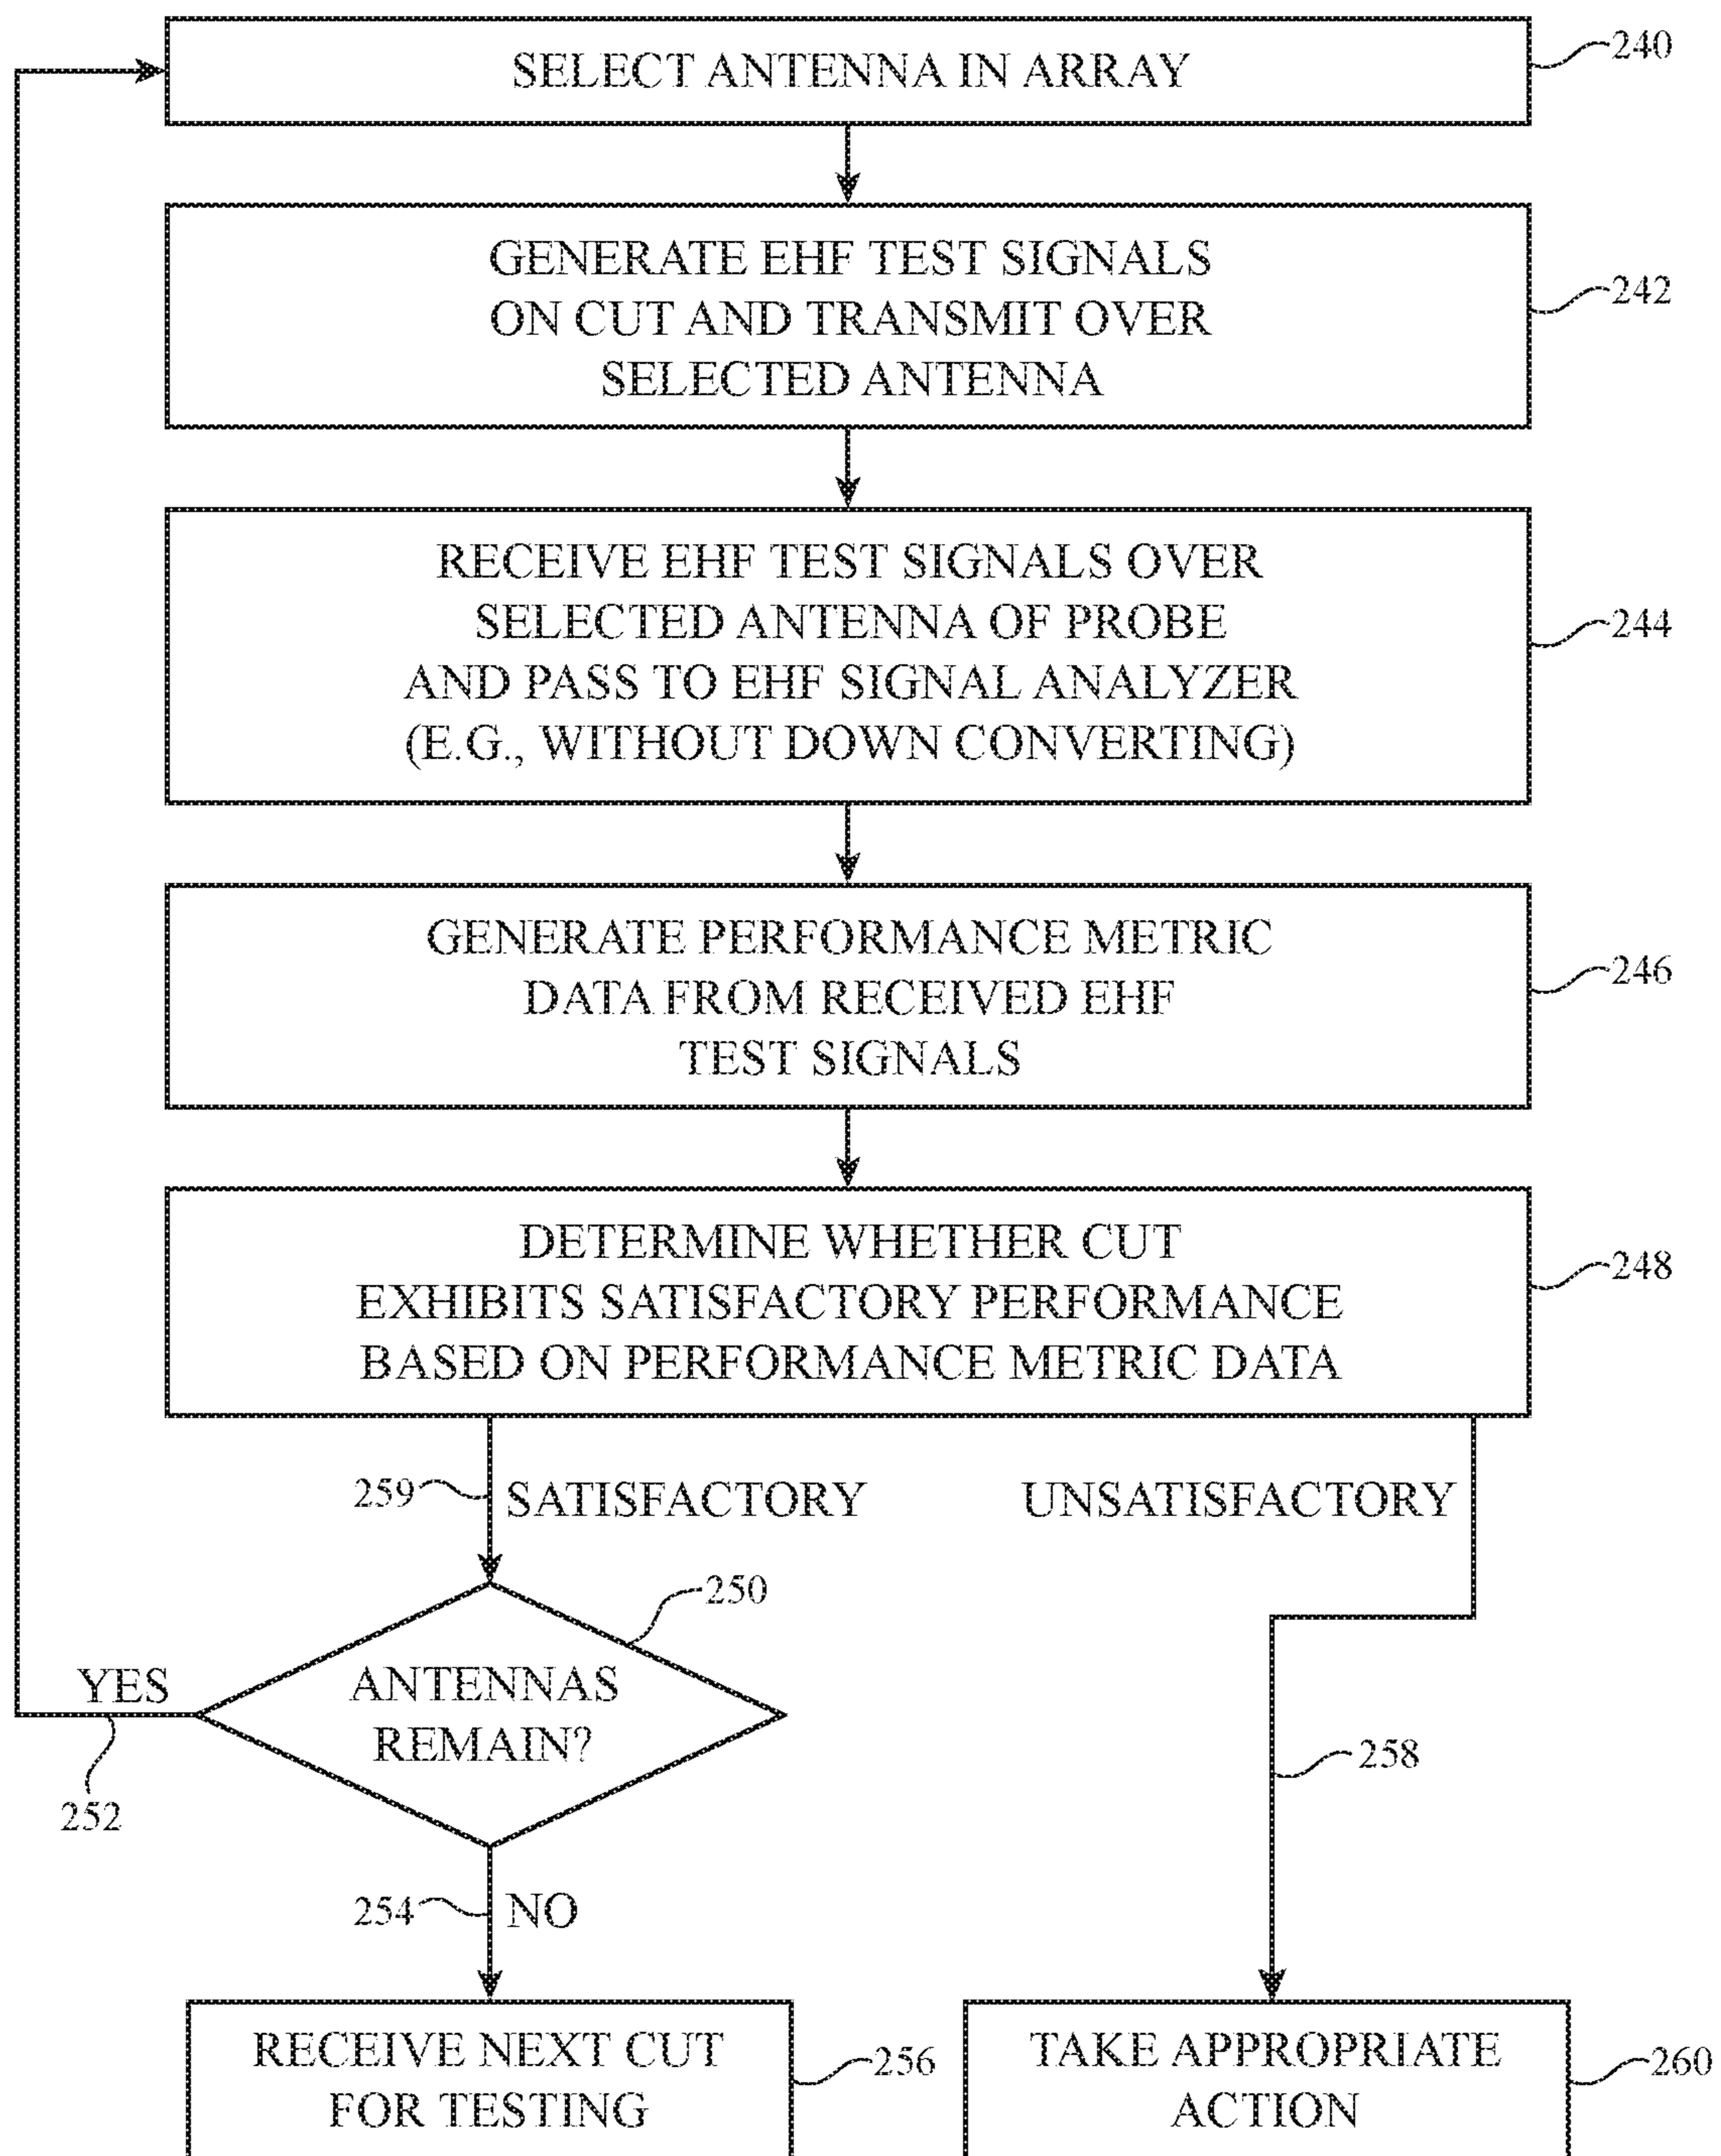 SELECT ANTENNA IN ARRAY
240
GENERATE EHF TEST SIGNALS
ON CUT AND TRANSMIT OVER
SELECTED ANTENNA
242
RECEIVE EHF TEST SIGNALS OVER
SELECTED ANTENNA OF PROBE
AND PASS TO EHF SIGNAL ANALYZER
(E.G., WITHOUT DOWN CONVERTING)
244
GENERATE PERFORMANCE METRIC
DATA FROM RECEIVED EHF
TEST SIGNALS
246
DETERMINE WHETHER CUT
EXHIBITS SATISFACTORY PERFORMANCE
BASED ON PERFORMANCE METRIC DATA
248
259
SATISFACTORY
UNSATISFACTORY
250
ANTENNAS
REMAIN?
YES
252
258
254
NO
RECEIVE NEXT CUT
FOR TESTING
256
TAKE APPROPRIATE
ACTION
260